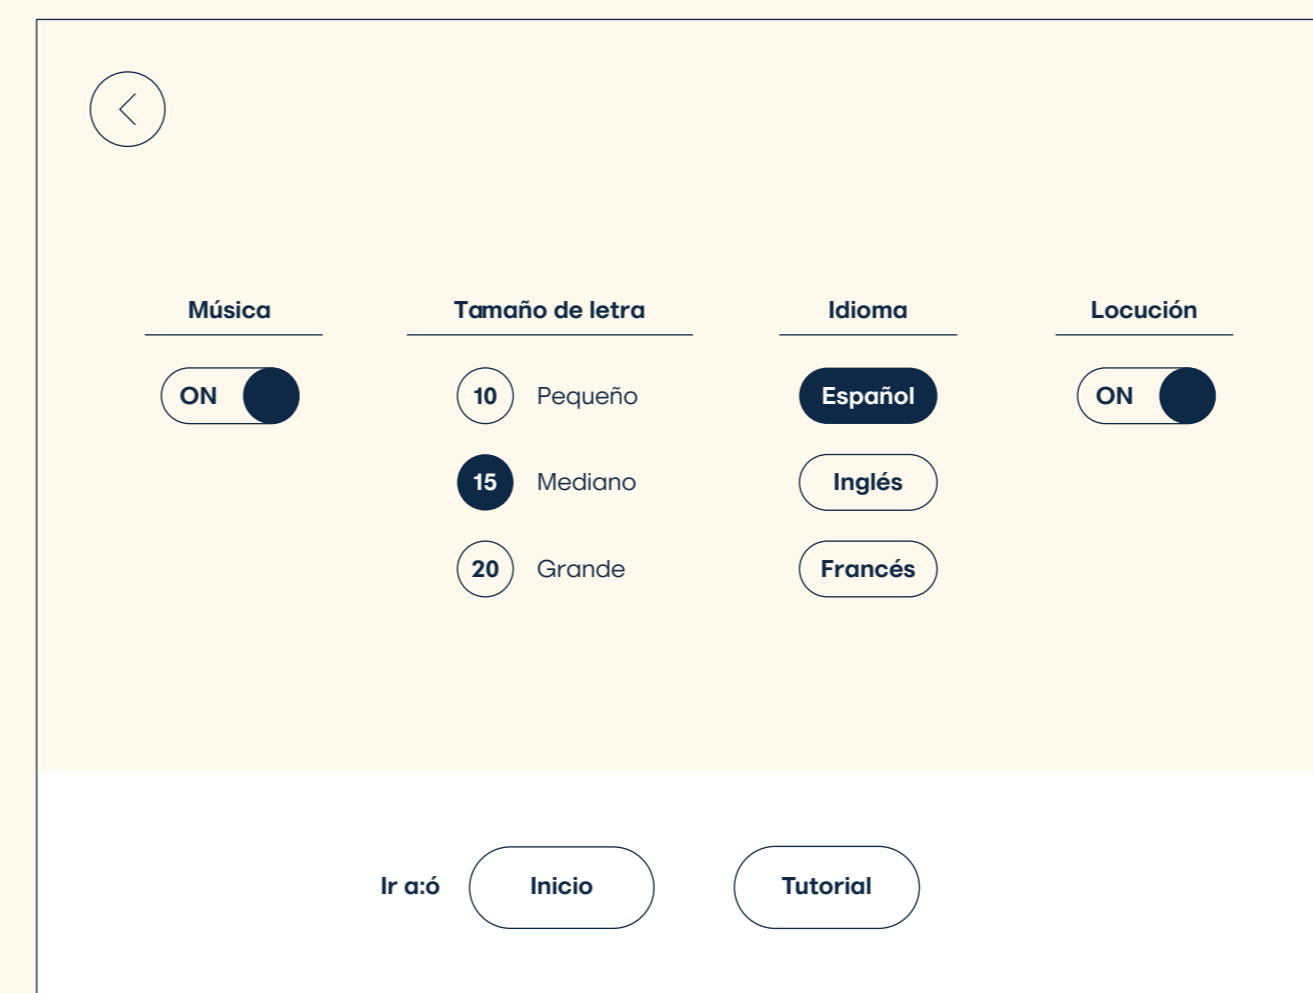 Música
ON
Tamaño de letra
10 Pequeño
15 Mediano
20 Grande
Idioma
Español
Inglés
Francés
Locución
ON
Ir a:ó Inicio Tutorial